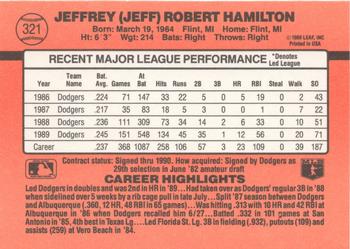 321
JEFFREY (JEFF) ROBERT HAMILTON
Born: March 19, 1964 Flint, MI Home: Flint, MI
Ht: 6'3" Wgt: 214 Bats: Right Throws: Right
© 1989 LEAF, INC
Printed in USA
RECENT MAJOR LEAGUE PERFORMANCE *Denotes Led League
Year Team Name Bat. Avg. Games At Bat Hits Runs 2B 3B HR RBI Steal Walk SO
1986 Dodgers .224 71 147 33 22 5 0 5 19 0 2 43
1987 Dodgers .217 35 83 18 5 3 0 0 1 0 7 22
1988 Dodgers .236 111 309 73 34 14 2 6 33 0 10 51
1989 Dodgers .245 151 548 134 45 35 1 12 56 0 20 71
Career .237 368 1090 258 106 57 3 23 109 0 39 187
Contract status: Signed thru 1990. How acquired: Signed by Dodgers as
29th selection in June '82 amateur draft
CAREER HIGHLIGHTS
Led Dodgers in doubles and was 2nd in HR in '89... Had taken over as Dodgers' regular 3B in '88
when sidelined over 5 weeks by a rib cage pull in late July... Split '87 season between Dodgers
and Albuquerque (.360, 12 HR, 48 RBI in 65 games)... Was hitting .313 with 10 HR and 42 RBI at
Albuquerque in '86 when Dodgers recalled him 6/27... Batted .332 in 101 games at San Antonio
in '85, 4th best in Texas Lg... Led Florida St. Lg. 3B in fielding (.932), putouts (103), and
assists (259) at Vero Beach in '84.